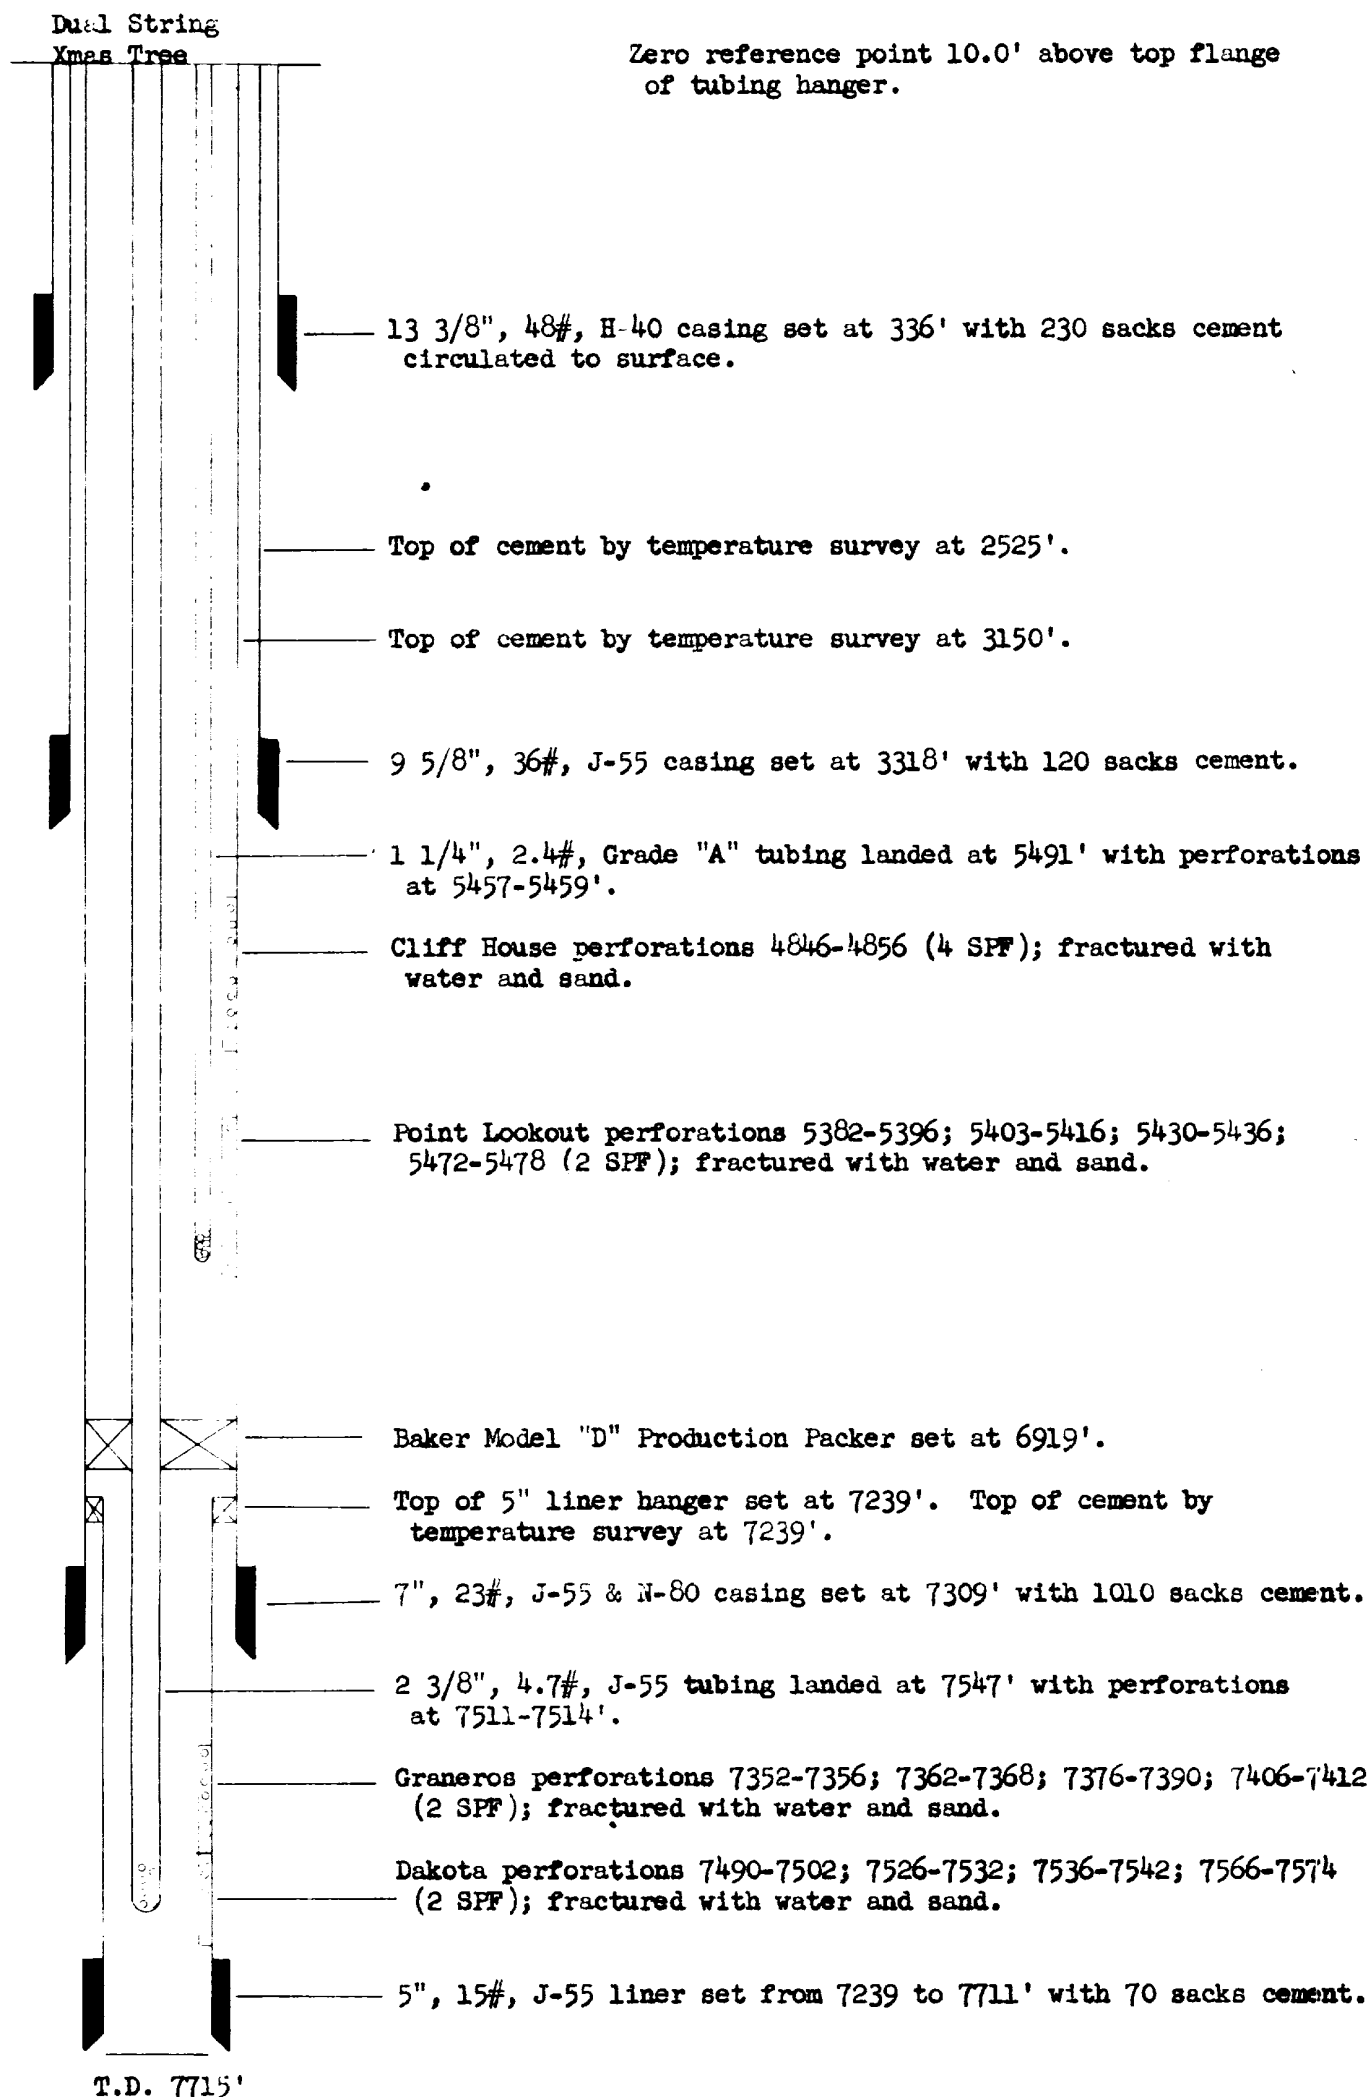 Dual String
Xmas Tree
Zero reference point 10.0' above top flange
of tubing hanger.
13 3/8", 48#, H-40 casing set at 336' with 230 sacks cement
circulated to surface.
Top of cement by temperature survey at 2525'.
Top of cement by temperature survey at 3150'.
9 5/8", 36#, J-55 casing set at 3318' with 120 sacks cement.
1 1/4", 2.4#, Grade "A" tubing landed at 5491' with perforations
at 5457-5459'.
Cliff House perforations 4846-4856 (4 SPF); fractured with
water and sand.
Point Lookout perforations 5382-5396; 5403-5416; 5430-5436;
5472-5478 (2 SPF); fractured with water and sand.
Baker Model "D" Production Packer set at 6919'.
Top of 5" liner hanger set at 7239'. Top of cement by
temperature survey at 7239'.
7", 23#, J-55 & N-80 casing set at 7309' with 1010 sacks cement.
2 3/8", 4.7#, J-55 tubing landed at 7547' with perforations
at 7511-7514'.
Graneros perforations 7352-7356; 7362-7368; 7376-7390; 7406-7412
(2 SPF); fractured with water and sand.
Dakota perforations 7490-7502; 7526-7532; 7536-7542; 7566-7574
(2 SPF); fractured with water and sand.
5", 15#, J-55 liner set from 7239 to 7711' with 70 sacks cement.
T.D. 7715'